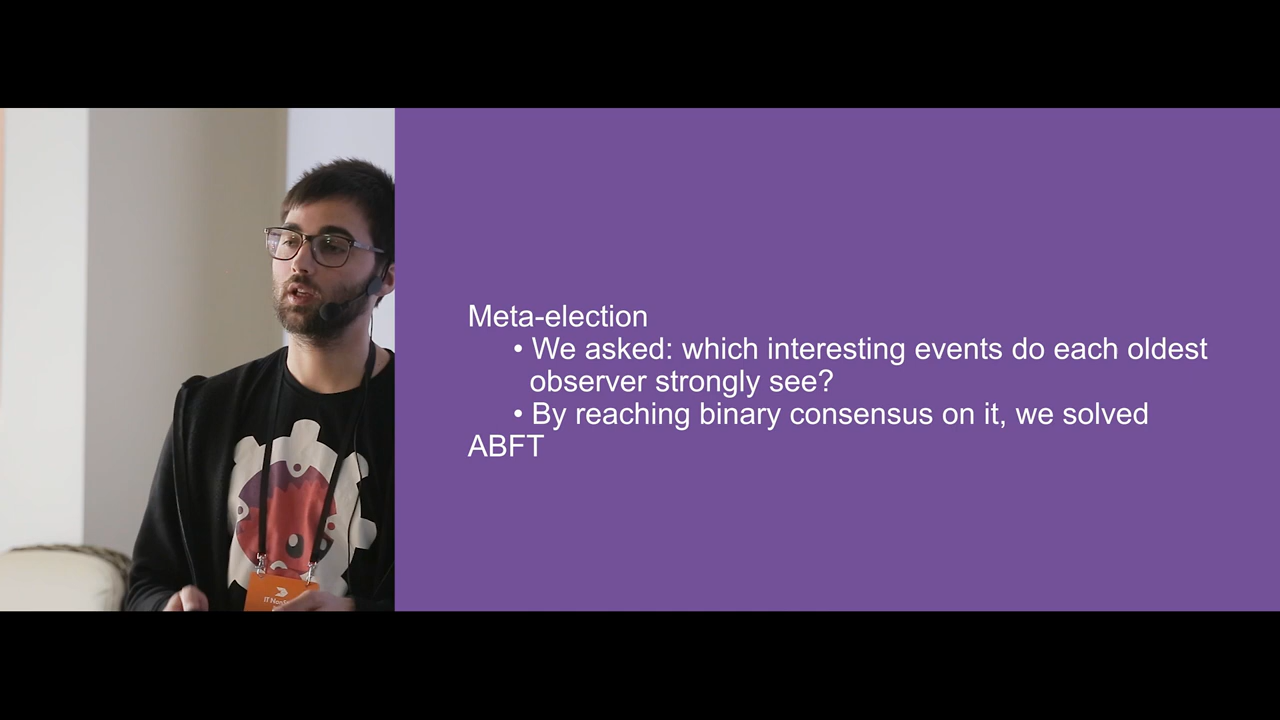 Meta-election
• We asked: which interesting events do each oldest
observer strongly see?
• By reaching binary consensus on it, we solved
ABFT